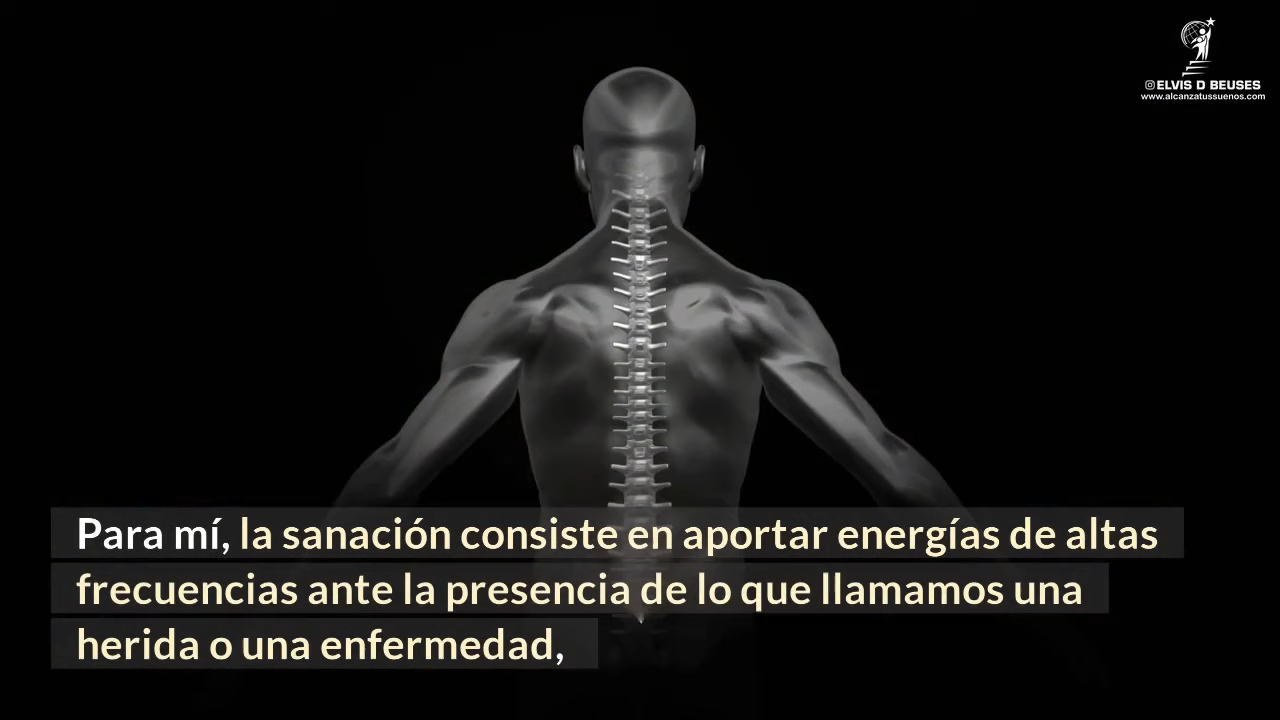 ELVIS D BEUSES
www.alcanzatussuenos.com
Para mí, la sanación consiste en aportar energías de altas
frecuencias ante la presencia de lo que llamamos una
herida o una enfermedad,